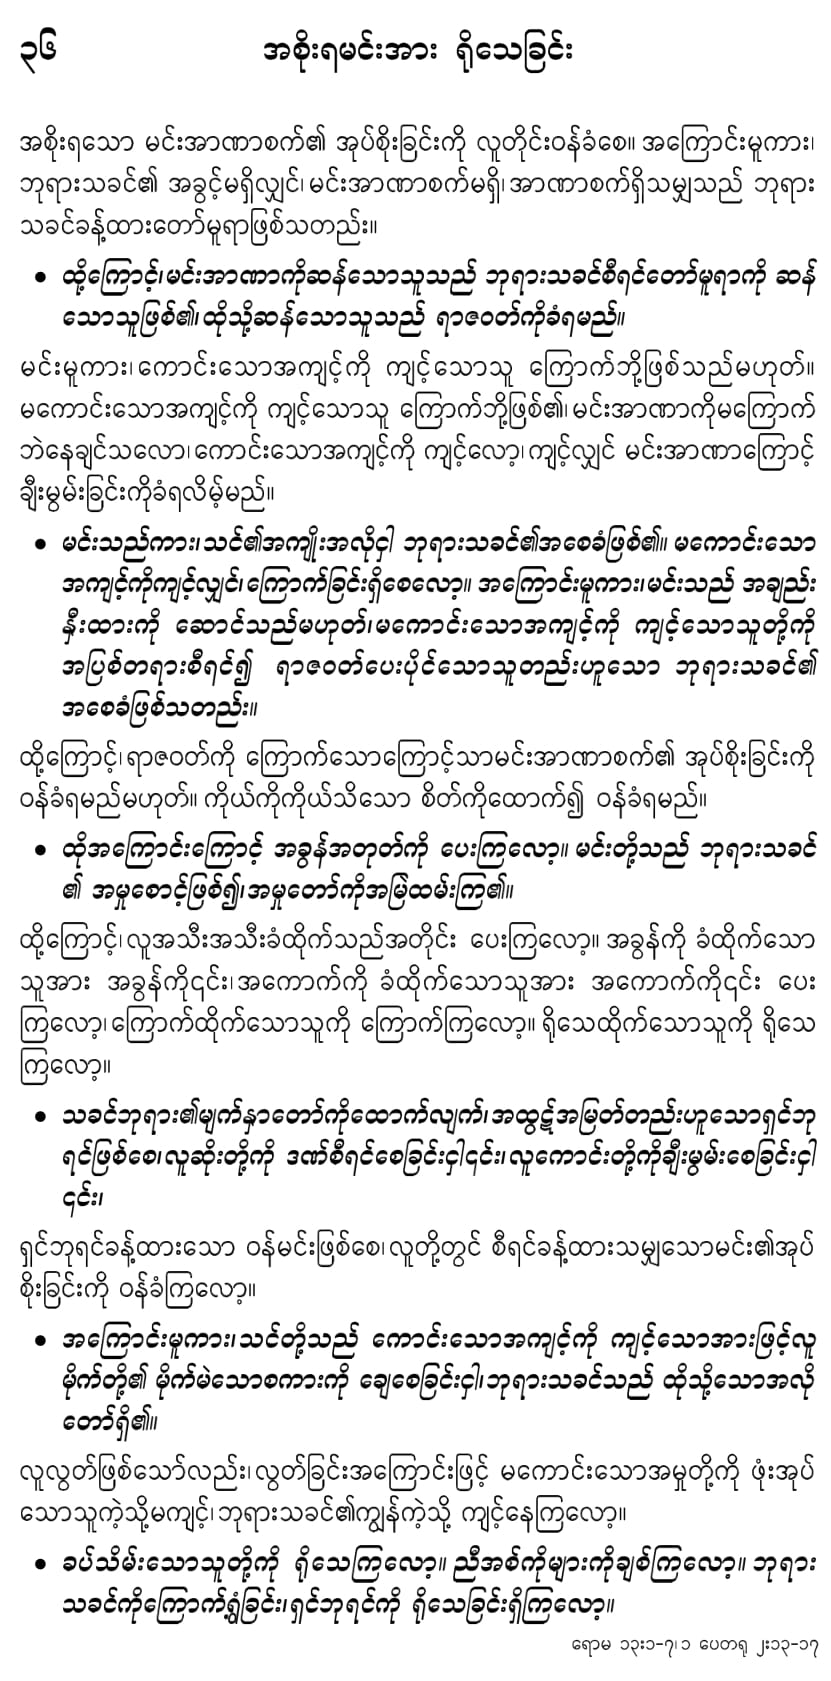 ၃၆ အစိုးရမင်းအား ရိုသေခြင်း
အစိုးရသော မင်းအာဏာစက်၏ အုပ်စိုးခြင်းကို လူတိုင်းဝန်ခံစေ။ အကြောင်းမူကား၊
ဘုရားသခင်၏ အခွင့်မရှိလျှင်၊ မင်းအာဏာစက်မရှိ၊ အာဏာစက်ရှိသမျှသည် ဘုရား
သခင်ခန့်ထားတော်မူရာဖြစ်သတည်း။
• ထို့ကြောင့်၊ မင်းအာဏာကိုဆန်သောသူသည် ဘုရားသခင်စီရင်တော်မူရာကို ဆန်
သောသူဖြစ်၏၊ ထိုသို့ဆန်သောသူသည် ရာဇဝတ်ကိုခံရမည်။
မင်းမူကား၊ ကောင်းသောအကျင့်ကို ကျင့်သောသူ ကြောက်ဘို့ဖြစ်သည်မဟုတ်။
မကောင်းသောအကျင့်ကို ကျင့်သောသူ ကြောက်ဘို့ဖြစ်၏၊ မင်းအာဏာကိုမကြောက်
ဘဲနေချင်သလော၊ ကောင်းသောအကျင့်ကို ကျင့်လော့၊ ကျင့်လျှင် မင်းအာဏာကြောင့်
ချီးမွမ်းခြင်းကိုခံရလိမ့်မည်။
• မင်းသည်ကား၊ သင်၏အကျိုးအလိုငှါ ဘုရားသခင်၏အစေခံဖြစ်၏။ မကောင်းသော
အကျင့်ကိုကျင့်လျှင်၊ ကြောက်ခြင်းရှိစေလော့။ အကြောင်းမူကား၊ မင်းသည် အချည်း
နှီးထားကို ဆောင်သည်မဟုတ်၊ မကောင်းသောအကျင့်ကို ကျင့်သောသူတို့ကို
အပြစ်တရားစီရင်၍ ရာဇဝတ်ပေးပိုင်သောသူတည်းဟူသော ဘုရားသခင်၏
အစေခံဖြစ်သတည်း။
ထို့ကြောင့်၊ ရာဇဝတ်ကို ကြောက်သောကြောင့်သာမင်းအာဏာစက်၏ အုပ်စိုးခြင်းကို
ဝန်ခံရမည်မဟုတ်။ ကိုယ်ကိုကိုယ်သိသော စိတ်ကိုထောက်၍ ဝန်ခံရမည်။
• ထိုအကြောင်းကြောင့် အခွန်အတုတ်ကို ပေးကြလော့။ မင်းတို့သည် ဘုရားသခင်
၏ အမှုစောင့်ဖြစ်၍၊ အမှုတော်ကိုအမြဲထမ်းကြ၏။
ထို့ကြောင့်၊ လူအသီးအသီးခံထိုက်သည်အတိုင်း ပေးကြလော့။ အခွန်ကို ခံထိုက်သော
သူအား အခွန်ကို၎င်း၊ အကောက်ကို ခံထိုက်သောသူအား အကောက်ကို၎င်း ပေး
ကြလော့၊ ကြောက်ထိုက်သောသူကို ကြောက်ကြလော့။ ရိုသေထိုက်သောသူကို ရိုသေ
ကြလော့။
• သခင်ဘုရား၏မျက်နှာတော်ကိုထောက်လျက်၊ အထွဋ်အမြတ်တည်းဟူသောရှင်ဘု
ရင်ဖြစ်စေ၊ လူဆိုးတို့ကို ဒဏ်စီရင်စေခြင်းငှါ၎င်း၊ လူကောင်းတို့ကိုချီးမွမ်းစေခြင်းငှါ
၎င်း၊
ရှင်ဘုရင်ခန့်ထားသော ဝန်မင်းဖြစ်စေ၊ လူတို့တွင် စီရင်ခန့်ထားသမျှသောမင်း၏အုပ်
စိုးခြင်းကို ဝန်ခံကြလော့။
• အကြောင်းမူကား၊ သင်တို့သည် ကောင်းသောအကျင့်ကို ကျင့်သောအားဖြင့်လူ
မိုက်တို့၏ မိုက်မဲသောစကားကို ချေစေခြင်းငှါ၊ ဘုရားသခင်သည် ထိုသို့သောအလို
တော်ရှိ၏။
လူလွတ်ဖြစ်သော်လည်း၊ လွတ်ခြင်းအကြောင်းဖြင့် မကောင်းသောအမှုတို့ကို ဖုံးအုပ်
သောသူကဲ့သို့မကျင့်၊ ဘုရားသခင်၏ကျွန်ကဲ့သို့ ကျင့်နေကြလော့။
• ခပ်သိမ်းသောသူတို့ကို ရိုသေကြလော့။ ညီအစ်ကိုများကိုချစ်ကြလော့။ ဘုရား
သခင်ကိုကြောက်ရွံ့ခြင်း၊ ရှင်ဘုရင်ကို ရိုသေခြင်းရှိကြလော့။
ရောမ ၁၃း၁-၇၊ ၁ ပေတရု ၂း၁၃-၁၇